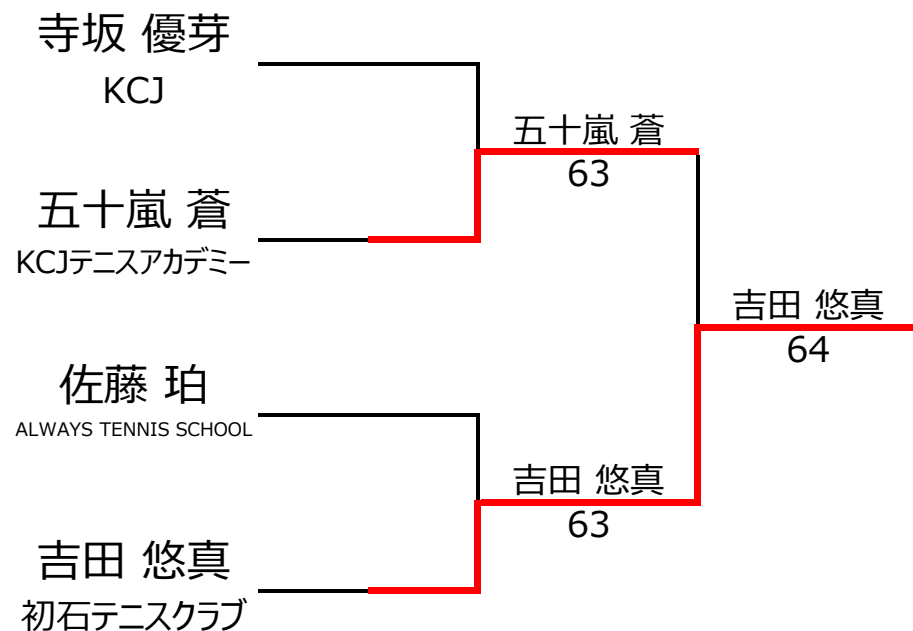 寺坂 優芽
KCJ
五十嵐 蒼
63
五十嵐 蒼
KCJテニスアカデミー
吉田 悠真
64
佐藤 珀
ALWAYS TENNIS SCHOOL
吉田 悠真
63
吉田 悠真
初石テニスクラブ